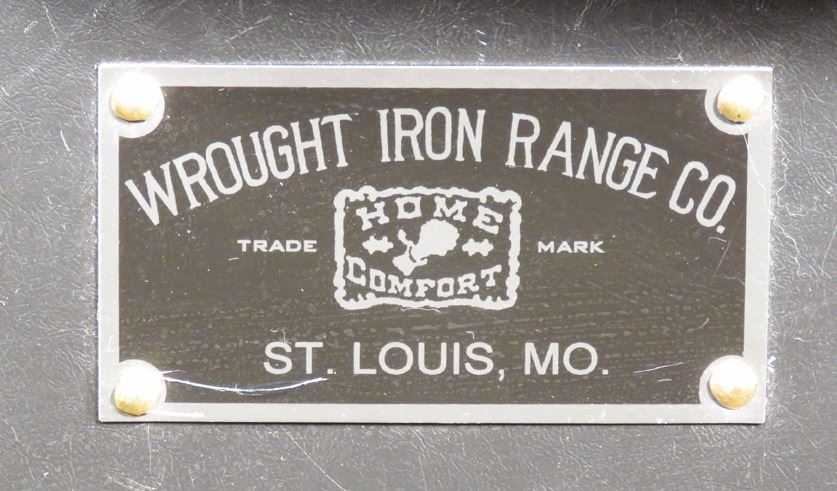 WROUGHT IRON RANGE CO.
HOME
TRADE MARK
COMFORT
ST. LOUIS, MO.